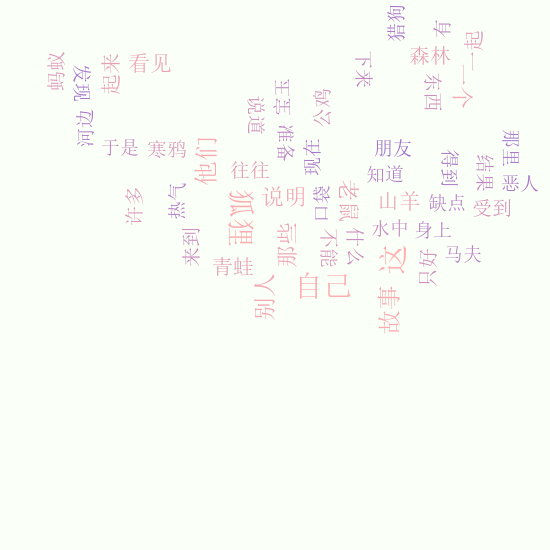 猎狗
有
一起
蚂蚁
发现
起来
看见
下来
森林
东西
一个
说道
宝玉
公鸡
河边
于是
寒鸦
他们
备难
现在
朋友
得到
结果
那里
往往
知道
恶人
许多
热气
狐狸
说明
口袋
老鼠
山羊
缺点
受到
来到
那些
不能
什么
水中
身上
青蛙
别人
自己
这
只好
马夫
故事